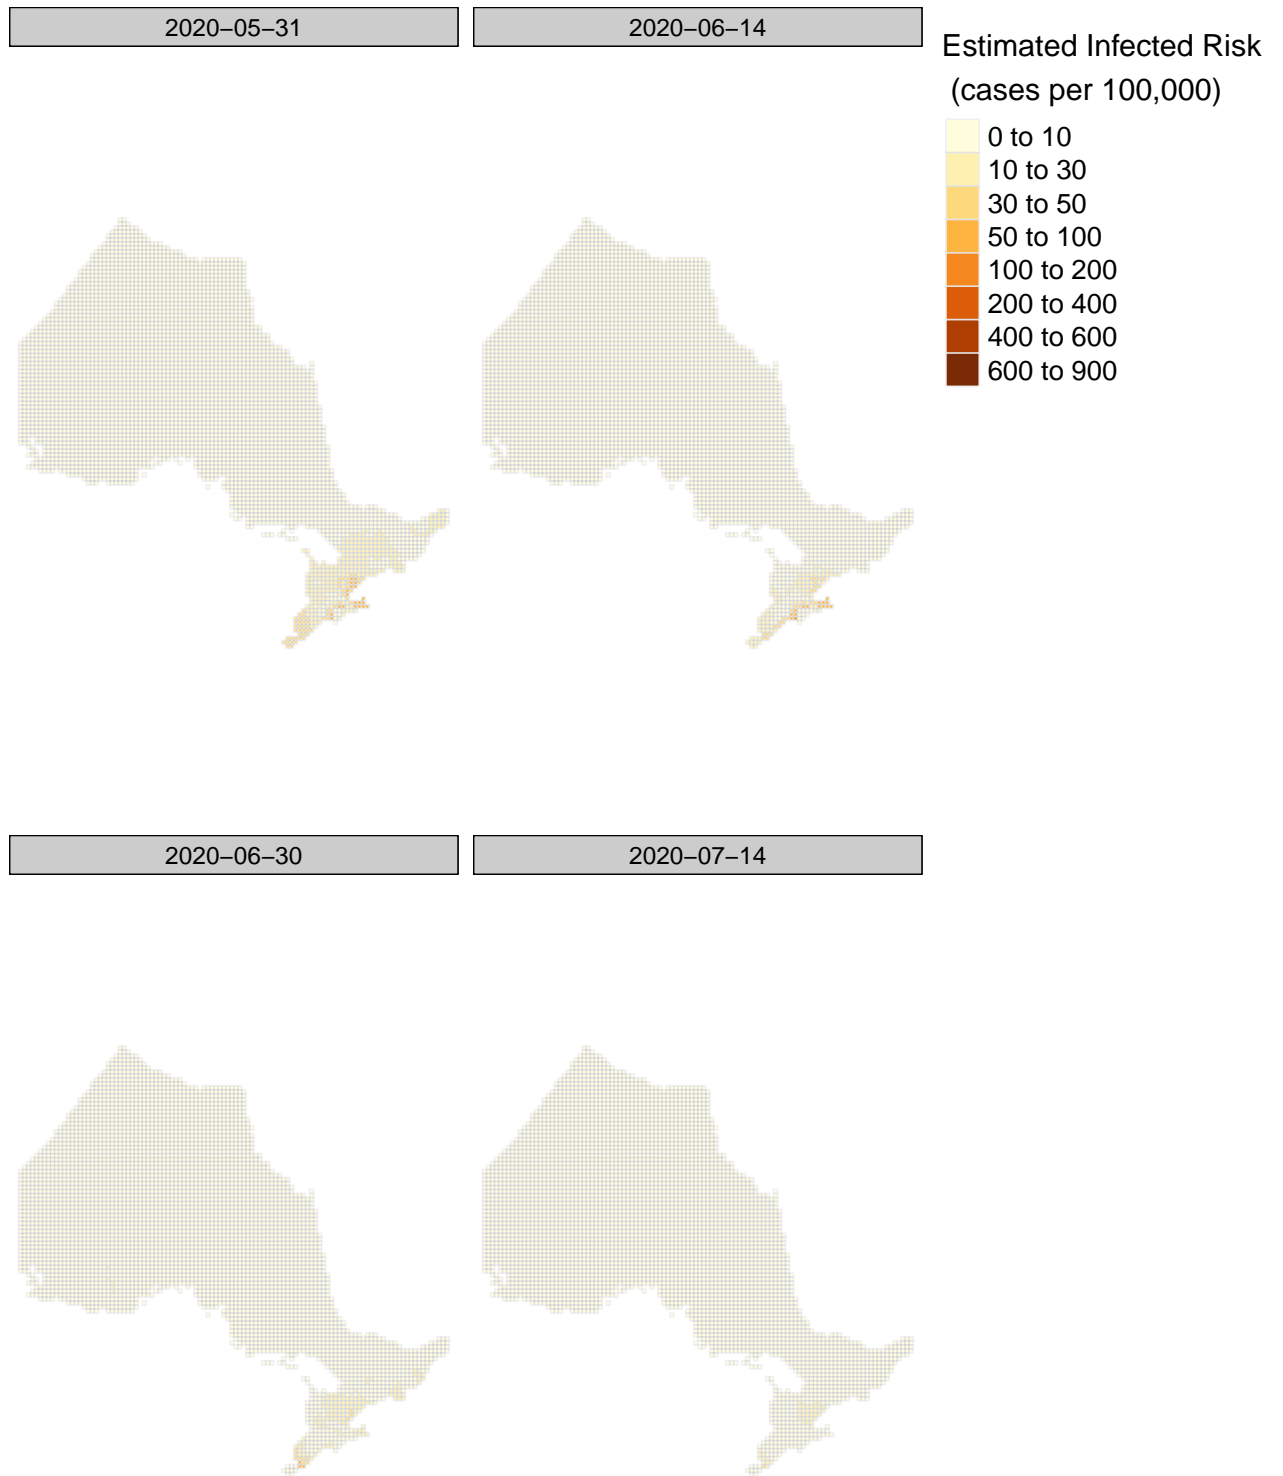 2020−05−31
2020−06−14
Estimated Infected Risk
(cases per 100,000)
0 to 10
10 to 30
30 to 50
50 to 100
100 to 200
200 to 400
400 to 600
600 to 900
2020−06−30
2020−07−14